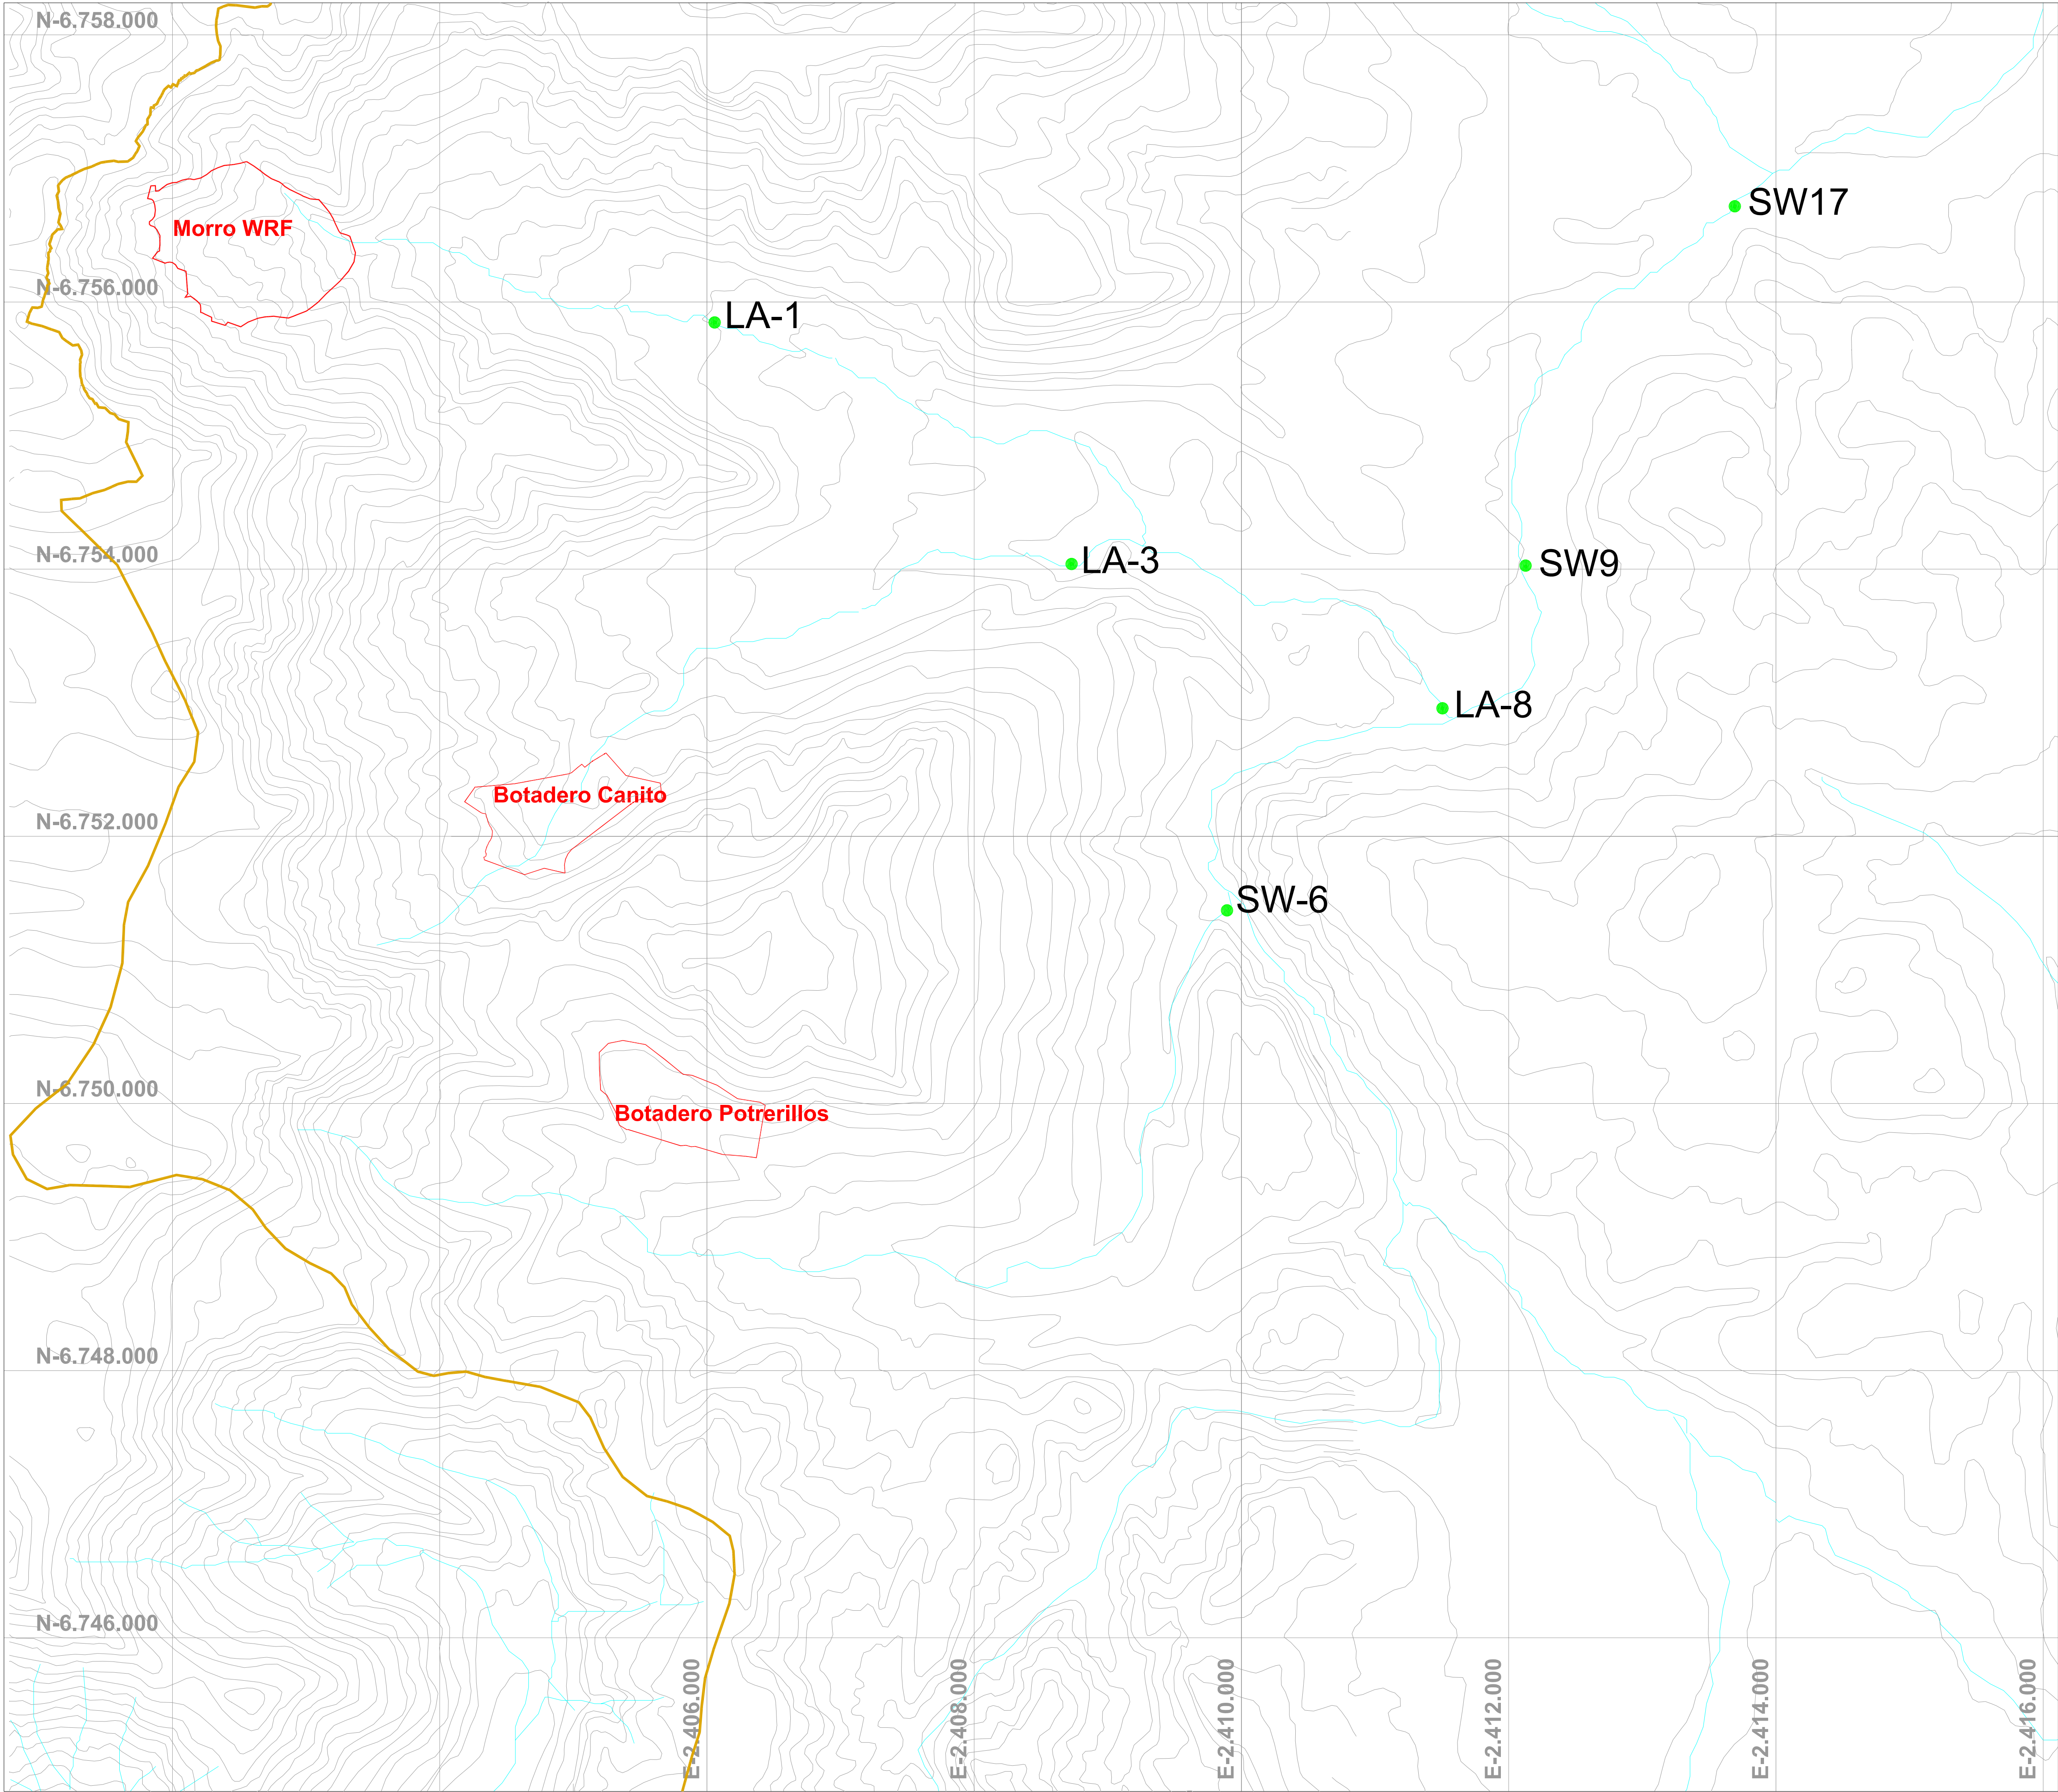 N-6.758.000
SW17
Morro WRF
N-6.756.000
LA-1
N-6.754.000
LA-3
SW9
LA-8
Botadero Canito
N-6.752.000
SW-6
N-6.750.000
Botadero Potrerillos
N-6.748.000
N-6.746.000
E-2.406.000
E-2.408.000
E-2.410.000
E-2.412.000
E-2.414.000
E-2.416.000